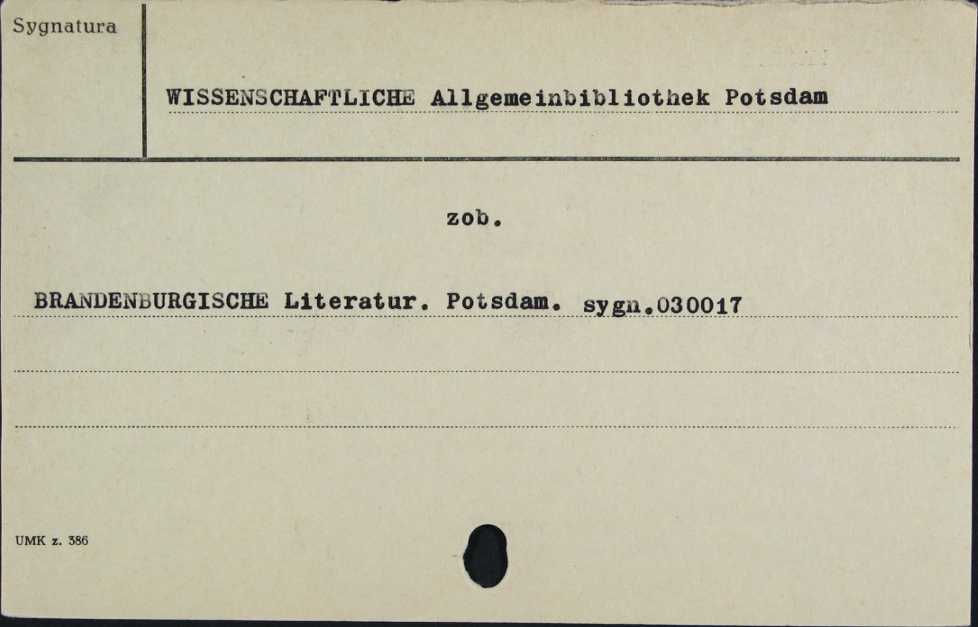 Sygnatura
WISSENSCHAFTLICHE Allgemeinbibliothek Potsdam
zob.
BRANDENBURGISCHE Literatur. Potsdam. sygn.030017
UMK z. 386